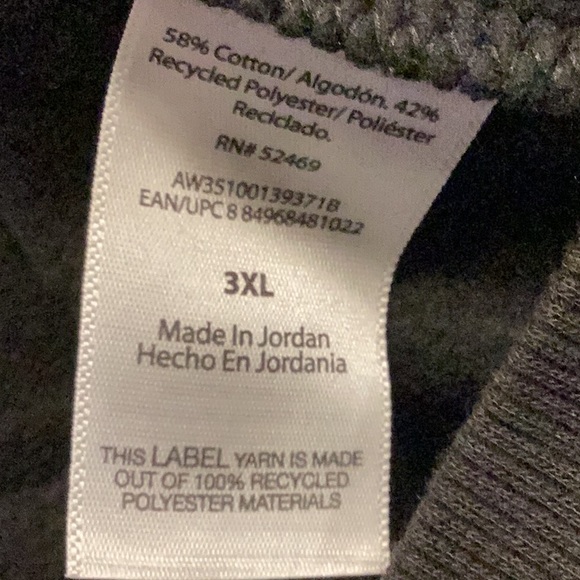 58% Cotton/ Algodón. 42%
Recycled Polyester/ Poliéster
Reciclado.
RN# 52469
AW35100139371B
EAN/UPC 8 84968481022
3XL
Made In Jordan
Hecho En Jordania
THIS LABEL YARN IS MADE
OUT OF 100% RECYCLED
POLYESTER MATERIALS